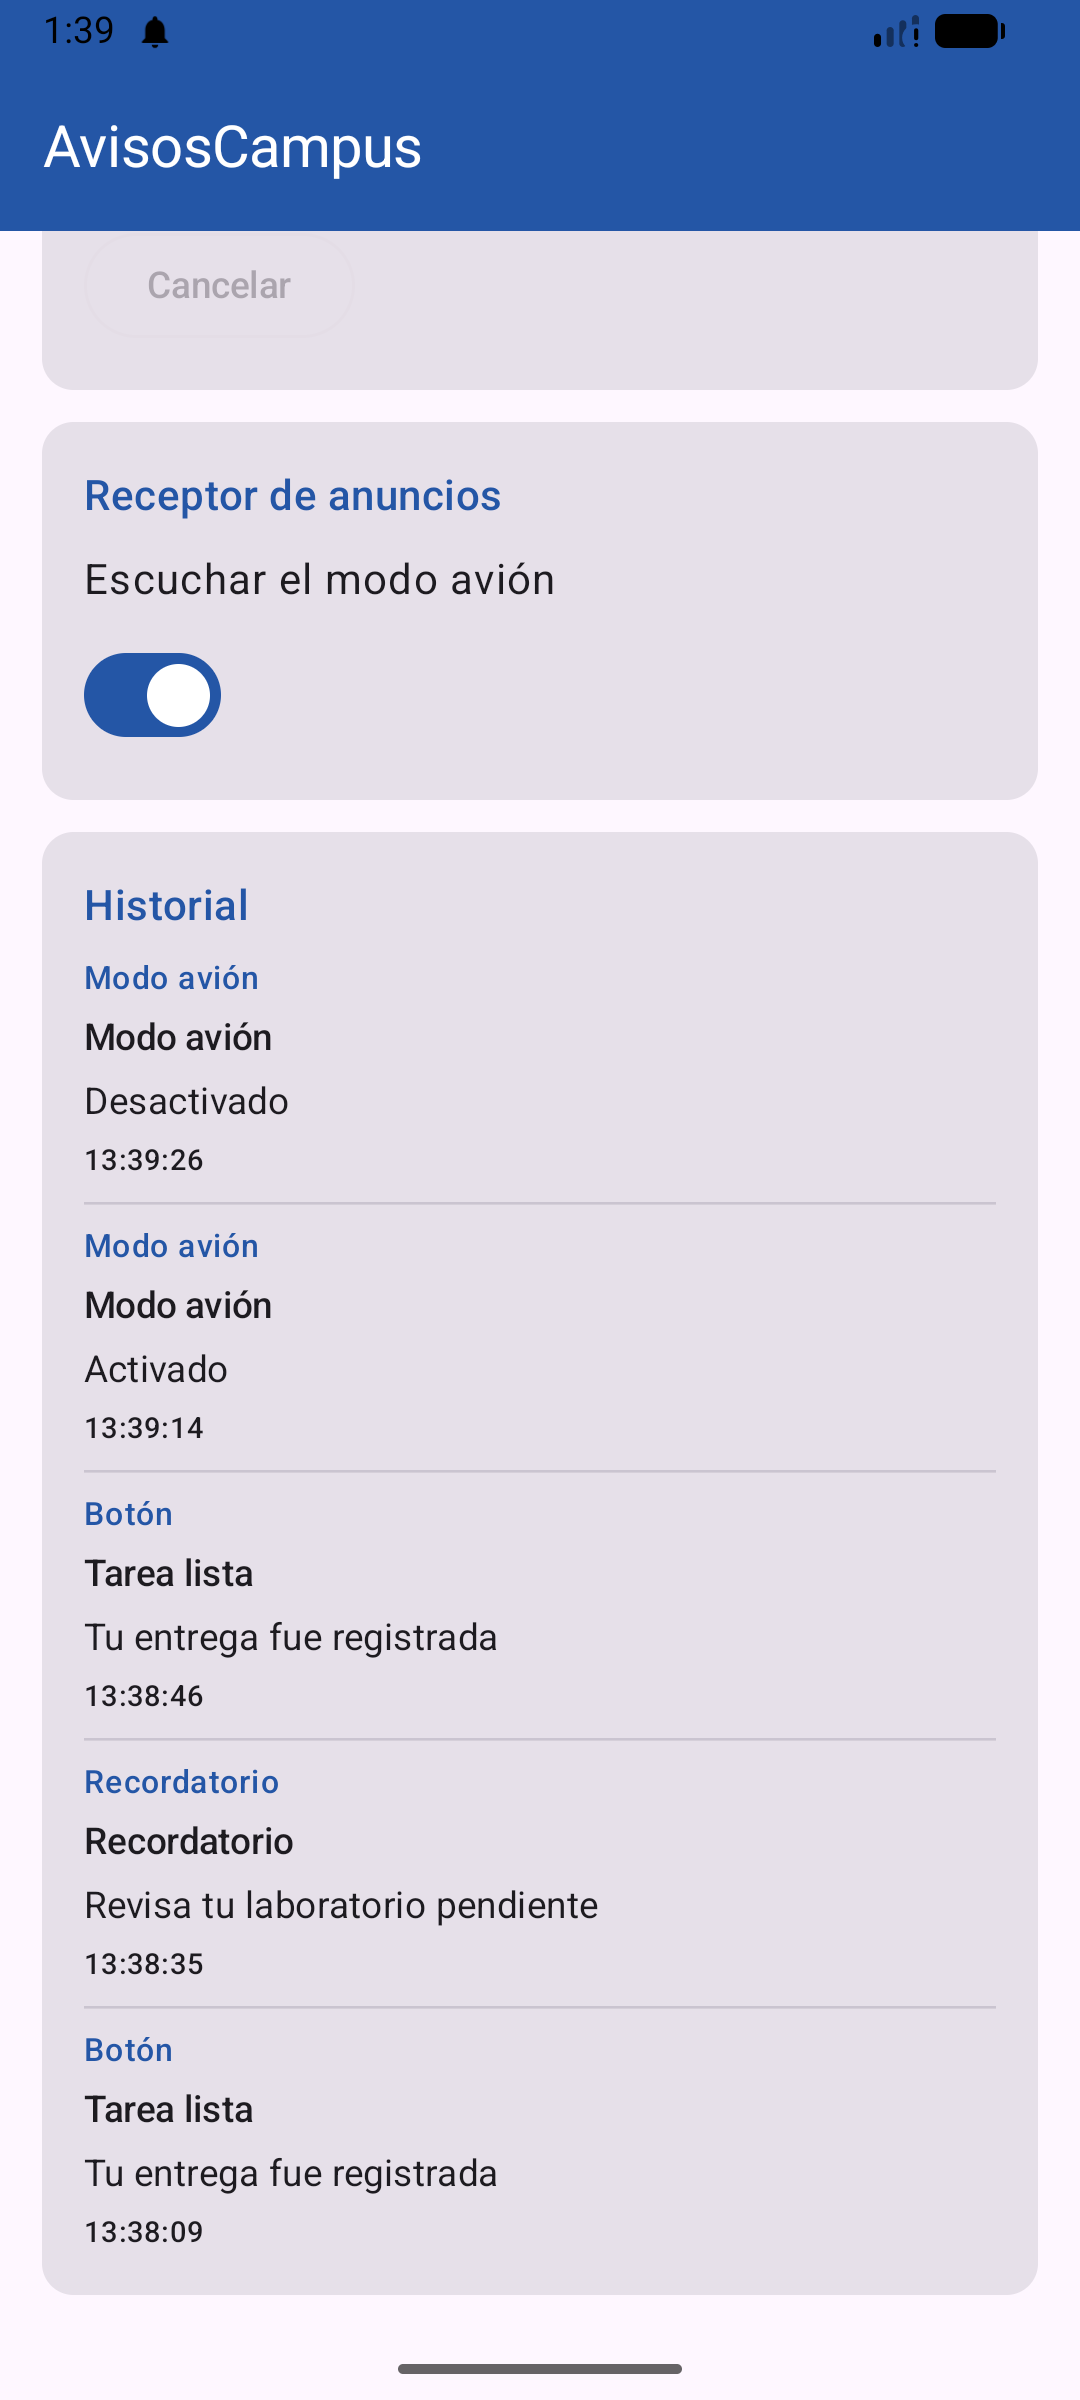 1:39
AvisosCampus
Cancelar
Receptor de anuncios
Escuchar el modo avión
Historial
Modo avión
Modo avión
Desactivado
13:39:26
Modo avión
Modo avión
Activado
13:39:14
Botón
Tarea lista
Tu entrega fue registrada
13:38:46
Recordatorio
Recordatorio
Revisa tu laboratorio pendiente
13:38:35
Botón
Tarea lista
Tu entrega fue registrada
13:38:09